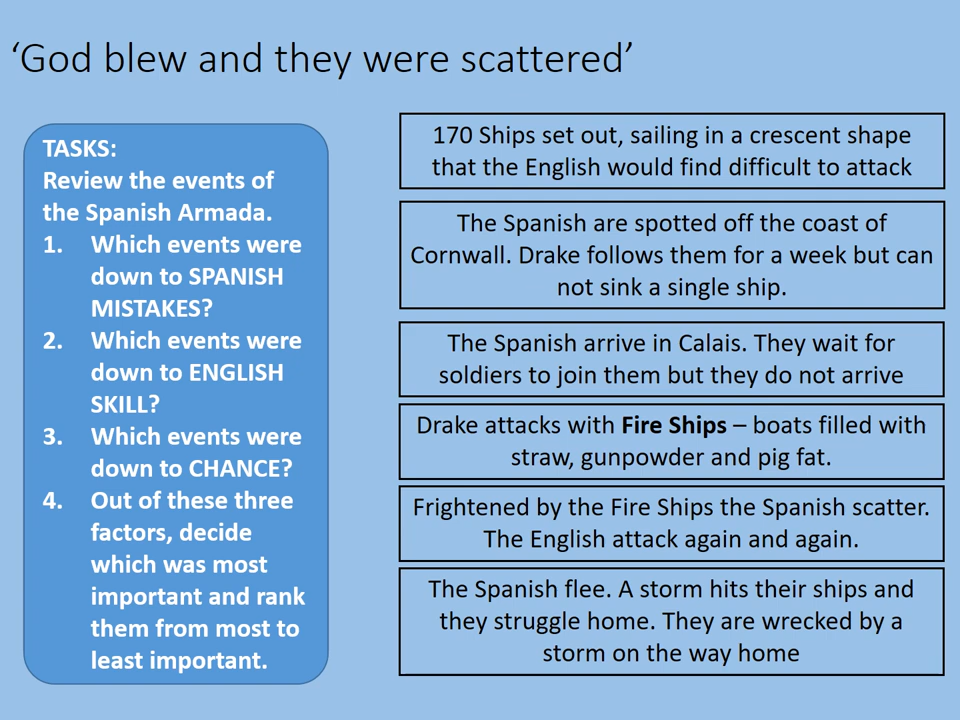 ‘God blew and they were scattered’
TASKS:
Review the events of
the Spanish Armada.
1. Which events were
down to SPANISH
MISTAKES?
2. Which events were
down to ENGLISH
SKILL?
3. Which events were
down to CHANCE?
4. Out of these three
factors, decide
which was most
important and rank
them from most to
least important.
170 Ships set out, sailing in a crescent shape
that the English would find difficult to attack
The Spanish are spotted off the coast of
Cornwall. Drake follows them for a week but can
not sink a single ship.
The Spanish arrive in Calais. They wait for
soldiers to join them but they do not arrive
Drake attacks with Fire Ships – boats filled with
straw, gunpowder and pig fat.
Frightened by the Fire Ships the Spanish scatter.
The English attack again and again.
The Spanish flee. A storm hits their ships and
they struggle home. They are wrecked by a
storm on the way home